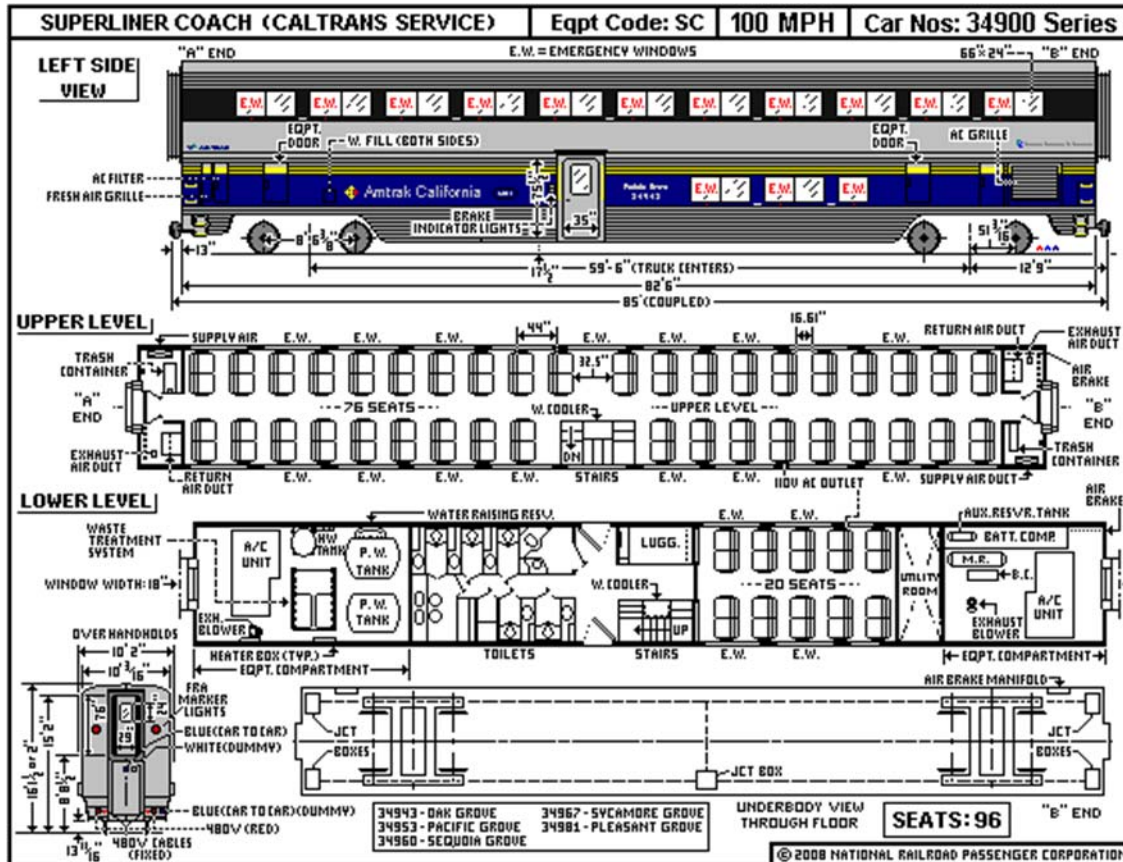 SUPERLINER COACH (CALTRANS SERVICE)
Eqpt Code: SC
100 MPH
Car Nos: 34900 Series
LEFT SIDE VIEW
"A" END
E.W. = EMERGENCY WINDOWS
66"×24"
"B" END
E.W. E.W. E.W. E.W. E.W. E.W. E.W. E.W. E.W. E.W. E.W.
EQPT. DOOR
W. FILL (BOTH SIDES)
EQPT. DOOR
AC GRILLE
AC FILTER
FRESH AIR GRILLE
Amtrak California
34943
E.W. E.W. E.W. E.W.
BRAKE INDICATOR LIGHTS
35"
13"
59'-6" (TRUCK CENTERS)
12'9"
82'6"
85' (COUPLED)
UPPER LEVEL
SUPPLY AIR
E.W. E.W. E.W. E.W.
44"
E.W. E.W.
16.61"
E.W. E.W.
RETURN AIR DUCT
EXHAUST AIR DUCT
TRASH CONTAINER
32.5"
AIR BRAKE
"A" END
76 SEATS
W. COOLER
UPPER LEVEL
"B" END
DN
EXHAUST AIR DUCT
RETURN AIR DUCT
E.W. E.W. E.W.
STAIRS
E.W. E.W. E.W. E.W.
110V AC OUTLET
SUPPLY AIR DUCT
TRASH CONTAINER
LOWER LEVEL
WATER RAISING RESV.
E.W. E.W.
AUX. RESVR. TANK
AIR BRAKE
WASTE TREATMENT SYSTEM
A/C UNIT
HW TANK
P.W. TANK
LUGG.
BATT. COMP.
M.R.
B.C.
WINDOW WIDTH: 18"
P.W. TANK
W. COOLER
UP
20 SEATS
UTILITY ROOM
EXHAUST BLOWER
A/C UNIT
EXH. BLOWER
HEATER BOX (TYP.)
EQPT. COMPARTMENT
TOILETS
STAIRS
E.W. E.W.
EQPT. COMPARTMENT
OVER HANDHOLDS
10'2"
FRA MARKER LIGHTS
76"
24"
29"
15'2"
BLUE (CAR TO CAR)
WHITE (DUMMY)
BLUE (CAR TO CAR) (DUMMY)
480V (RED)
480V CABLES (FIXED)
AIR BRAKE MANIFOLD
JCT BOXES
JCT BOXES
JCT BOX
34943 - OAK GROVE
34953 - PACIFIC GROVE
34960 - SEQUOIA GROVE
34967 - SYCAMORE GROVE
34981 - PLEASANT GROVE
UNDERBODY VIEW THROUGH FLOOR
SEATS: 96
"B" END
© 2008 NATIONAL RAILROAD PASSENGER CORPORATION